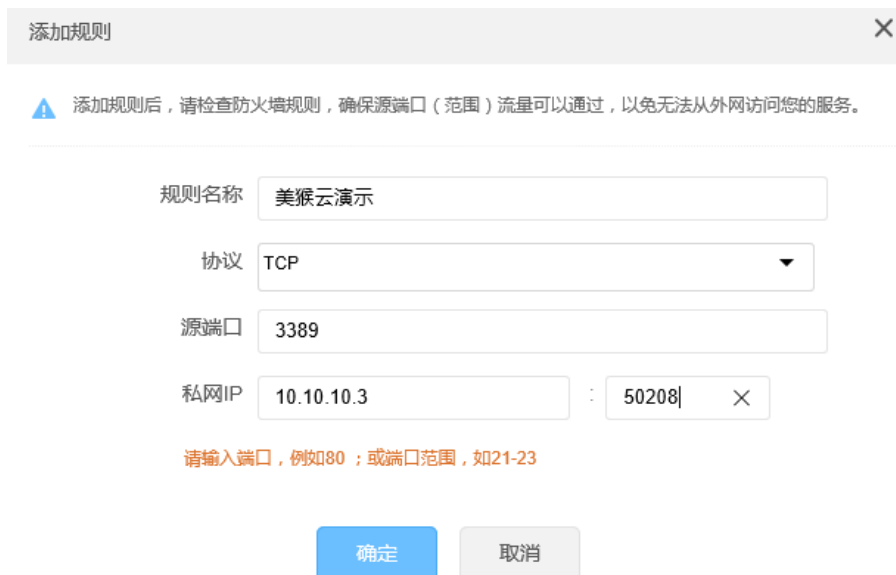 添加规则
添加规则后，请检查防火墙规则，确保源端口（范围）流量可以通过，以免无法从外网访问您的服务。
规则名称 美猴云演示
协议 TCP
源端口 3389
私网IP 10.10.10.3 : 50208
请输入端口，例如80 ；或端口范围，如21-23
确定 取消